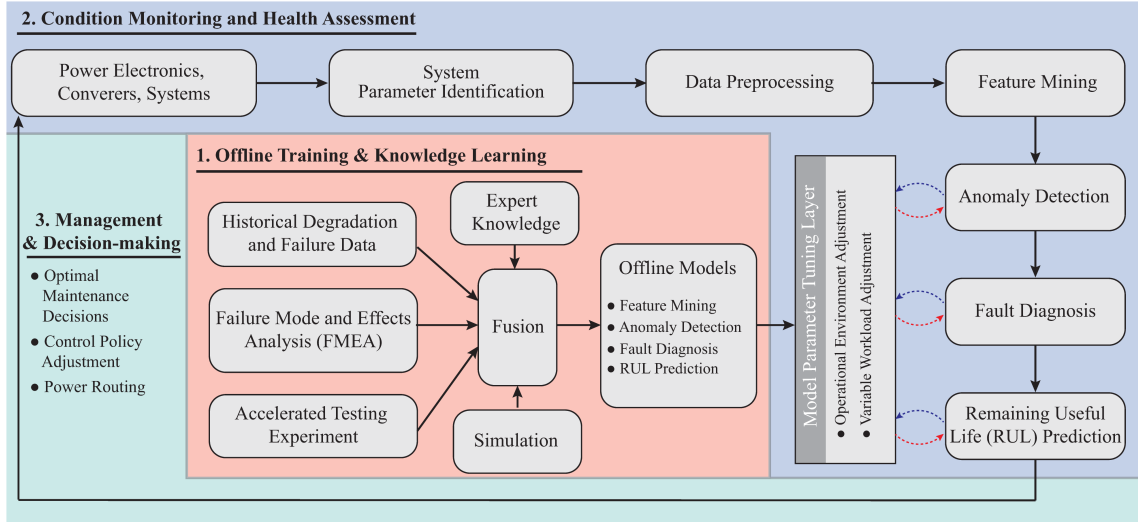 2. Condition Monitoring and Health Assessment
Power Electronics,
Converers, Systems
System
Parameter Identification
Data Preprocessing
Feature Mining
1. Offline Training & Knowledge Learning
Historical Degradation
and Failure Data
Expert
Knowledge
Failure Mode and Effects
Analysis (FMEA)
Fusion
Accelerated Testing
Experiment
Simulation
Offline Models
● Feature Mining
● Anomaly Detection
● Fault Diagnosis
● RUL Prediction
Model Parameter Tuning Layer
● Operational Environment Adjustment
● Variable Workload Adjustment
Anomaly Detection
Fault Diagnosis
Remaining Useful
Life (RUL) Prediction
3. Management
& Decision-making
● Optimal
Maintenance
Decisions
● Control Policy
Adjustment
● Power Routing